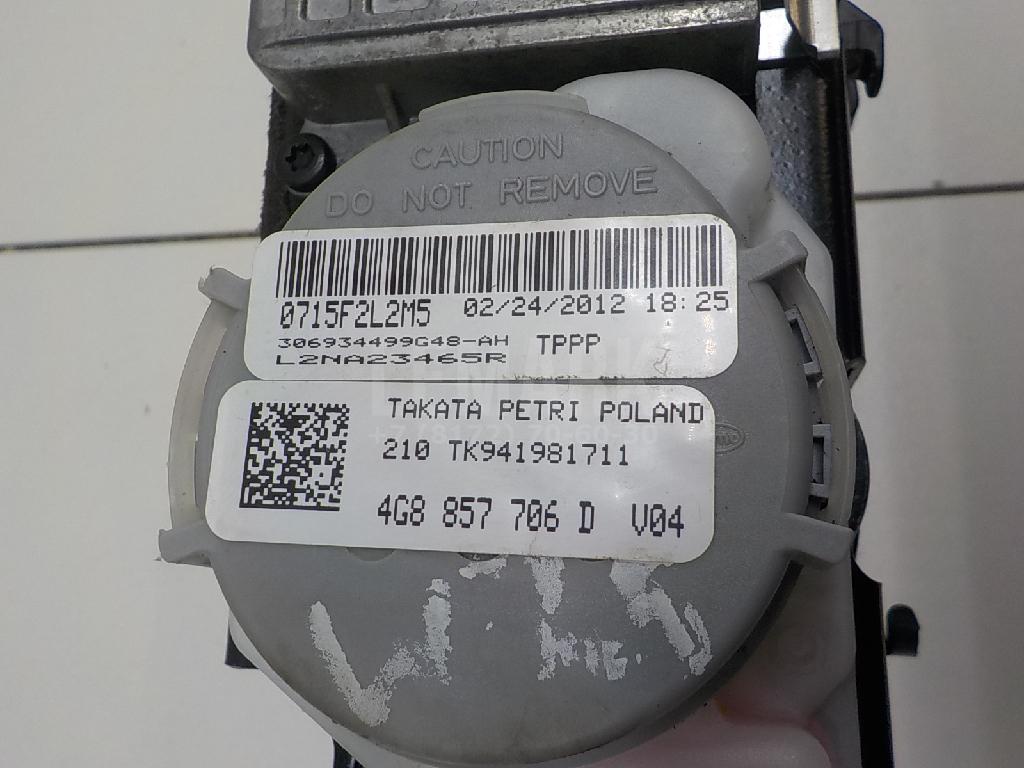 CAUTION
DO NOT REMOVE
0715F2L2M5 02/24/2012 18:25
306934499G48-AH TPPP
L2NA23465R
TAKATA PETRI POLAND
210 TK941981711
4G8 857 706 D V04